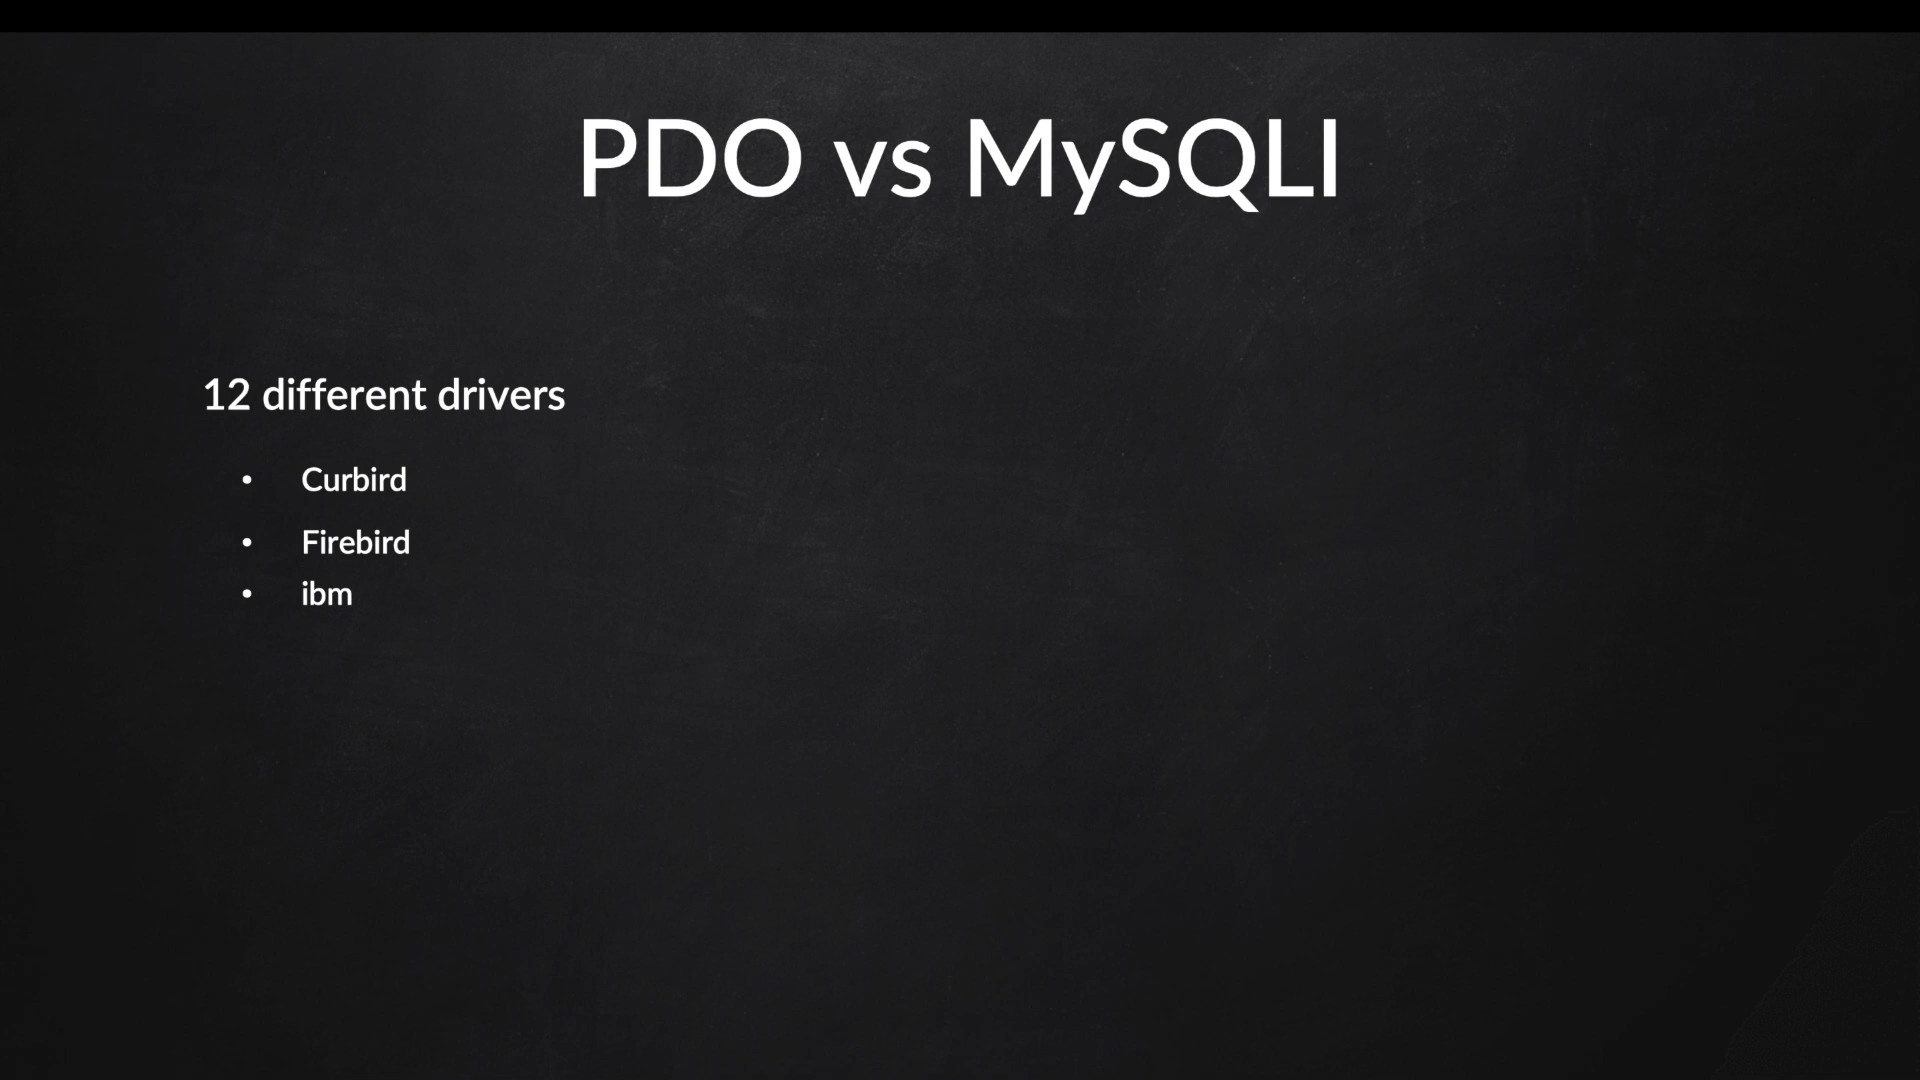 PDO vs MySQLI
12 different drivers
• Curbird
• Firebird
• ibm